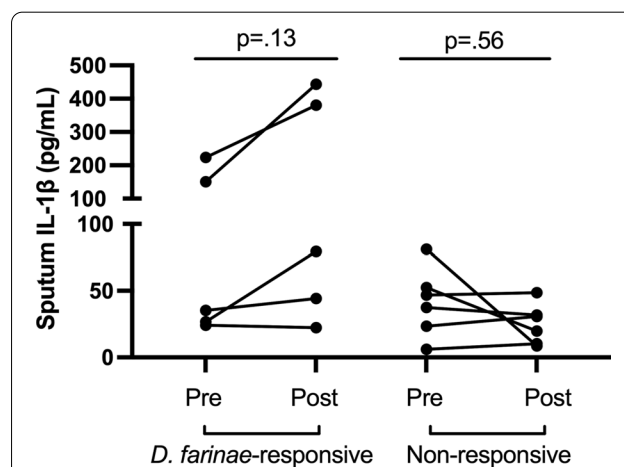 p=.13 p=.56
Sputum IL-1β (pg/mL)
500
400
300
200
100
100
50
0
Pre Post Pre Post
D. farinae-responsive Non-responsive